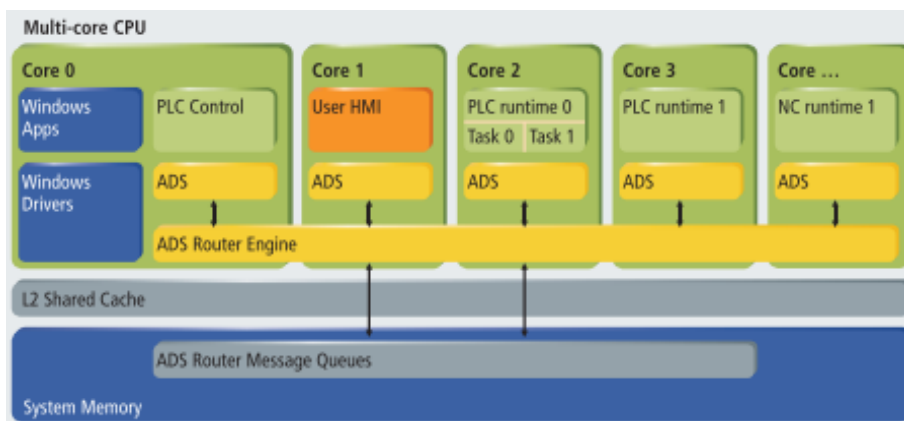 Multi-core CPU
Core 0
Core 1
Core 2
Core 3
Core ...
Windows
Apps
PLC Control
User HMI
PLC runtime 0
Task 0
Task 1
PLC runtime 1
NC runtime 1
Windows
Drivers
ADS
ADS
ADS
ADS
ADS
ADS Router Engine
L2 Shared Cache
ADS Router Message Queues
System Memory